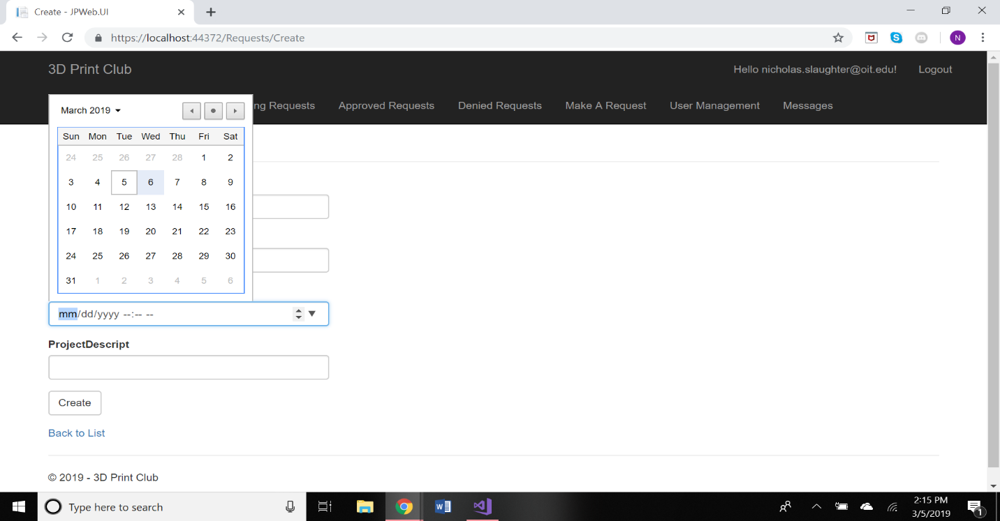 Create - JPWeb.UI
https://localhost:44372/Requests/Create
N
3D Print Club
Hello nicholas.slaughter@oit.edu!
Logout
ng Requests
Approved Requests
Denied Requests
Make A Request
User Management
Messages
March 2019
Sun Mon Tue Wed Thu Fri Sat
24 25 26 27 28 1 2
3 4 5 6 7 8 9
10 11 12 13 14 15 16
17 18 19 20 21 22 23
24 25 26 27 28 29 30
31 1 2 3 4 5 6
mm/dd/yyyy --:-- --
ProjectDescript
Create
Back to List
© 2019 - 3D Print Club
Type here to search
2:15 PM
3/5/2019
1